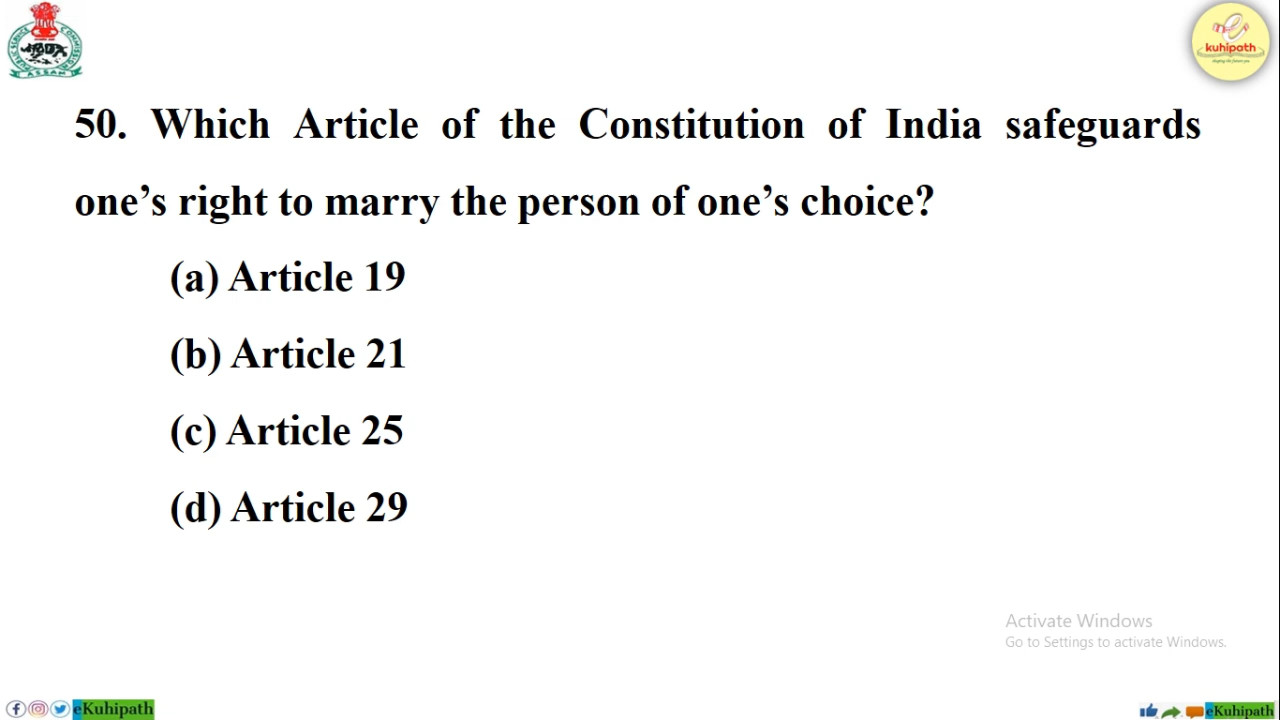 kuhipath
50. Which Article of the Constitution of India safeguards
one’s right to marry the person of one’s choice?
(a) Article 19
(b) Article 21
(c) Article 25
(d) Article 29
Activate Windows
Go to Settings to activate Windows.
eKuhipath
eKuhipath